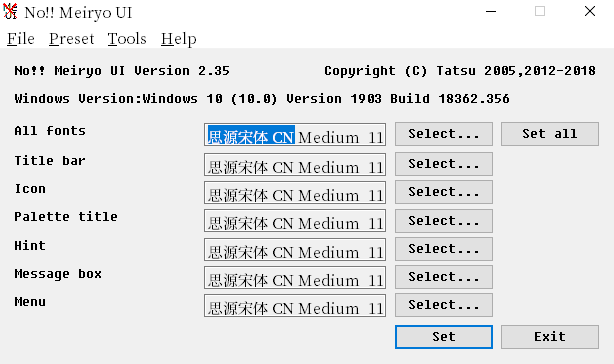 No!! Meiryo UI
File Preset Tools Help
No!! Meiryo UI Version 2.35 Copyright (C) Tatsu 2005,2012-2018
Windows Version:Windows 10 (10.0) Version 1903 Build 18362.356
All fonts 思源宋体 CN Medium 11 Select... Set all
Title bar 思源宋体 CN Medium 11 Select...
Icon 思源宋体 CN Medium 11 Select...
Palette title 思源宋体 CN Medium 11 Select...
Hint 思源宋体 CN Medium 11 Select...
Message box 思源宋体 CN Medium 11 Select...
Menu 思源宋体 CN Medium 11 Select...
Set Exit